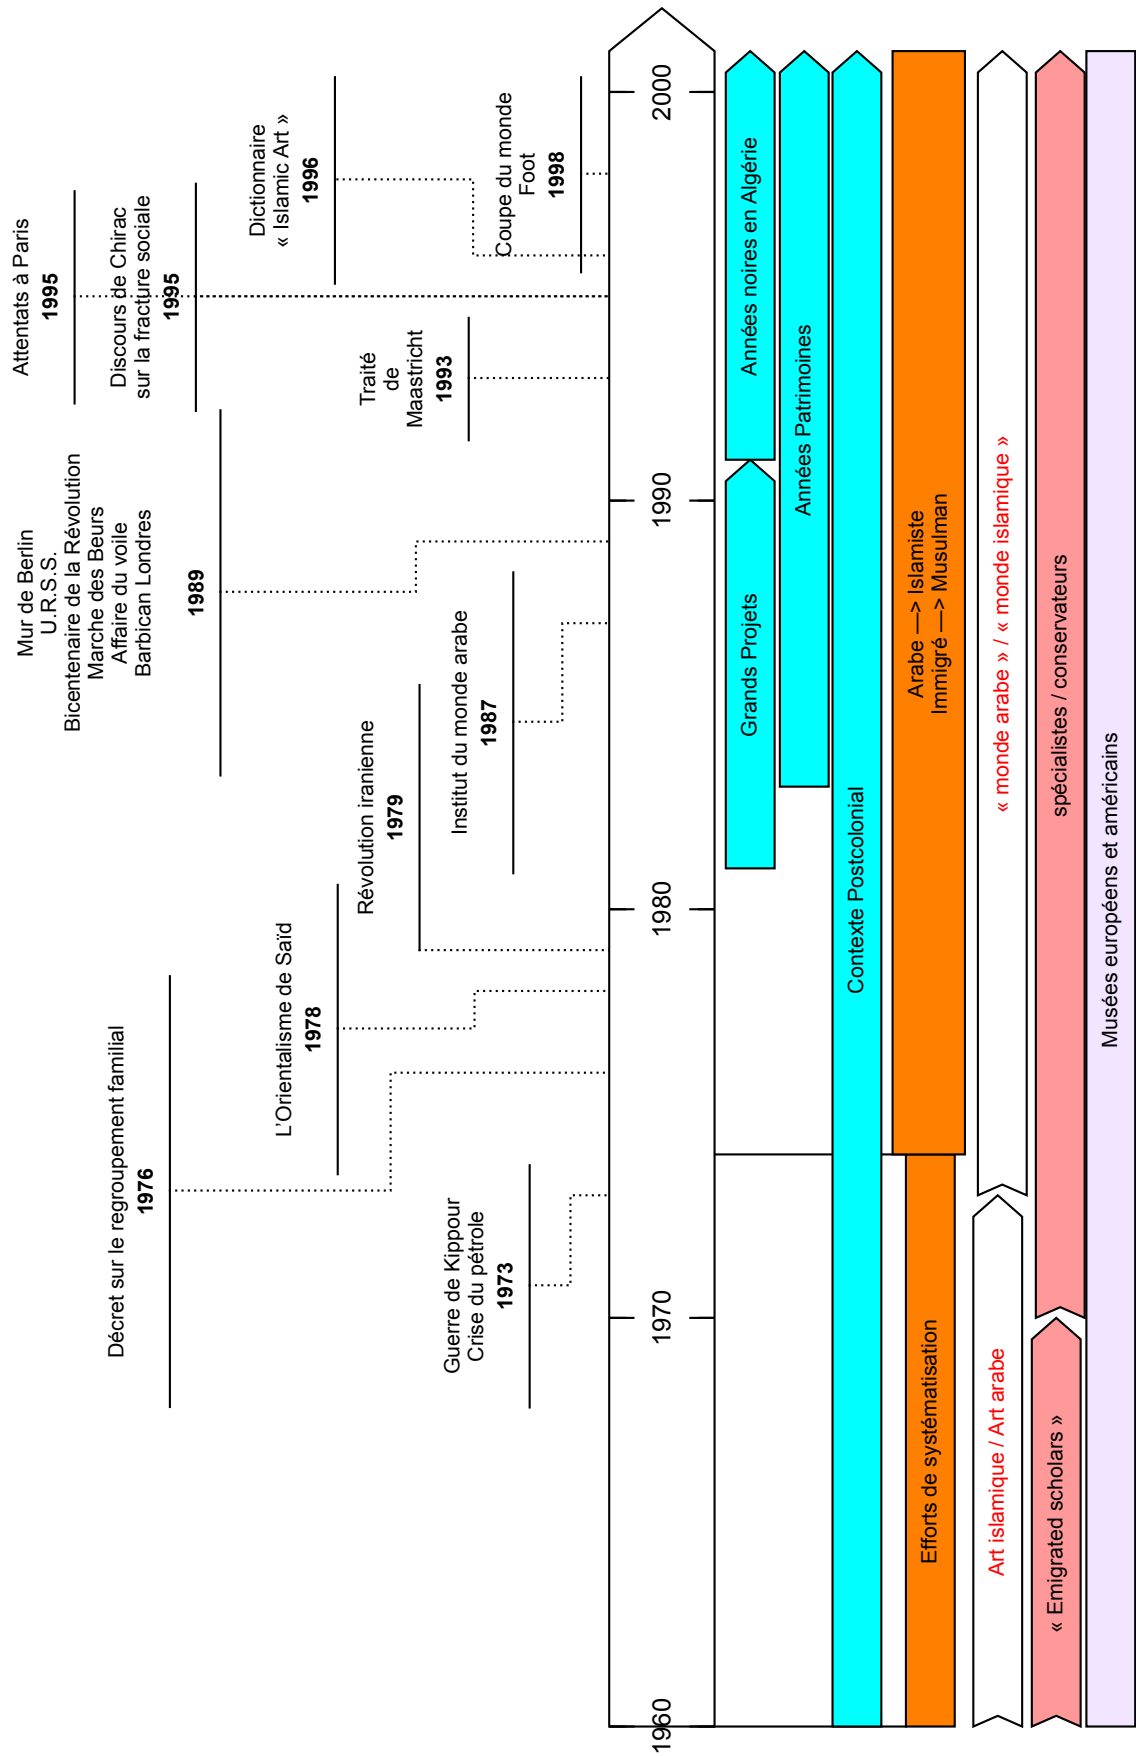 Attentats à Paris
1995
Discours de Chirac
sur la fracture sociale
1995
Mur de Berlin
U.R.S.S.
Bicentenaire de la Révolution
Marche des Beurs
Affaire du voile
Barbican Londres
1989
Décret sur le regroupement familial
1976
Dictionnaire
« Islamic Art »
1996
L'Orientalisme de Saïd
1978
Révolution iranienne
1979
Traité
de
Maastricht
1993
Guerre de Kippour
Crise du pétrole
1973
Institut du monde arabe
1987
Coupe du monde
Foot
1998
1960
1970
1980
1990
2000
Grands Projets
Années noires en Algérie
Années Patrimoines
Contexte Postcolonial
Efforts de systématisation
Arabe —> Islamiste
Immigré —> Musulman
Art islamique / Art arabe
« monde arabe » / « monde islamique »
« Emigrated scholars »
spécialistes / conservateurs
Musées européens et américains